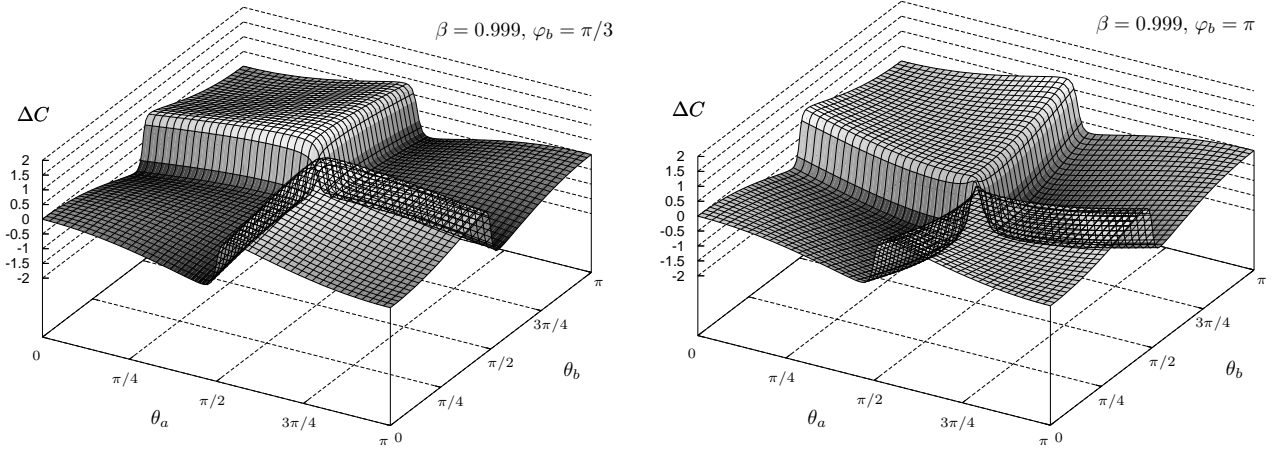 β = 0.999, φ_b = π/3
ΔC
2
1.5
1
0.5
0
-0.5
-1
-1.5
-2
0
π/4
π/2
3π/4
π
θ_a
0
π/4
π/2
3π/4
π
θ_b
β = 0.999, φ_b = π
ΔC
2
1.5
1
0.5
0
-0.5
-1
-1.5
-2
0
π/4
π/2
3π/4
π
θ_a
0
π/4
π/2
3π/4
π
θ_b